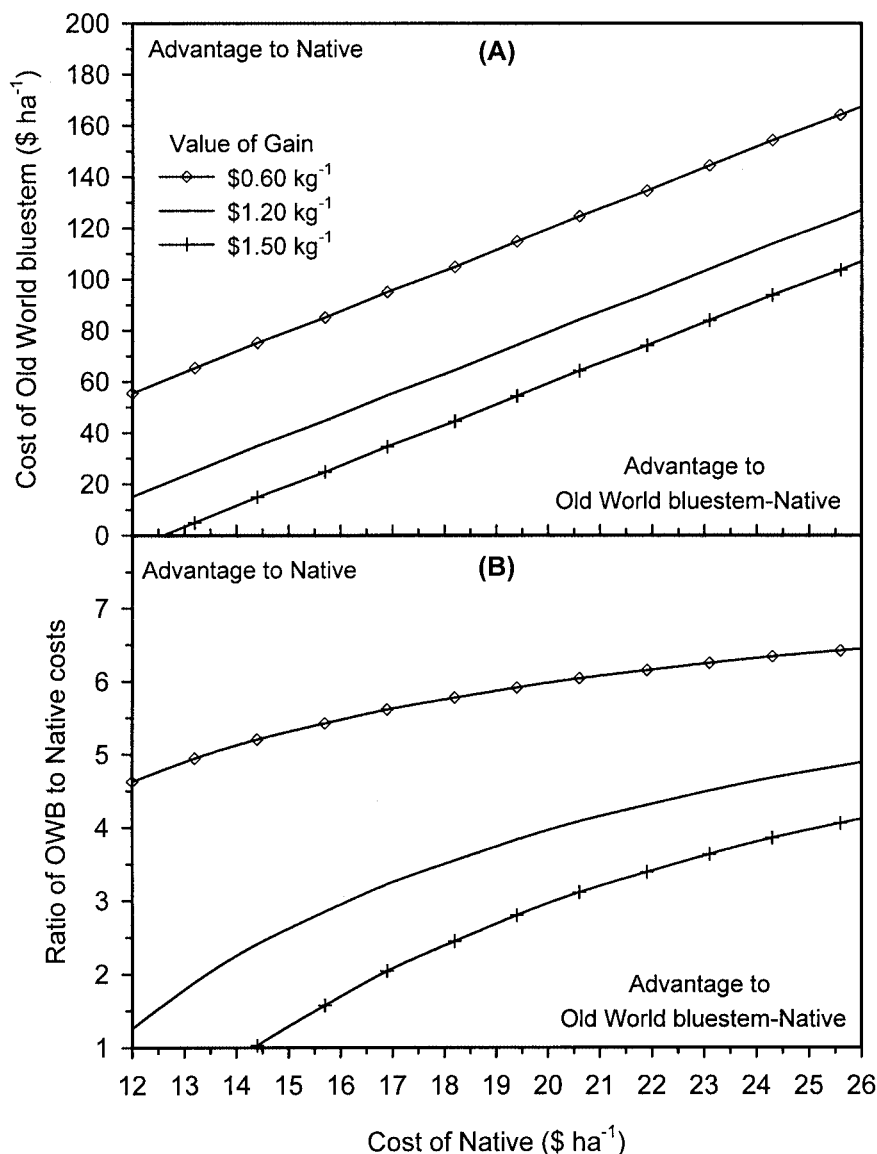 Advantage to Native
(A)
Value of Gain
$0.60 kg⁻¹
$1.20 kg⁻¹
$1.50 kg⁻¹
Advantage to
Old World bluestem-Native
Cost of Old World bluestem ($ ha⁻¹)
200
180
160
140
120
100
80
60
40
20
0
Advantage to Native
(B)
Advantage to
Old World bluestem-Native
Ratio of OWB to Native costs
7
6
5
4
3
2
1
12 13 14 15 16 17 18 19 20 21 22 23 24 25 26
Cost of Native ($ ha⁻¹)